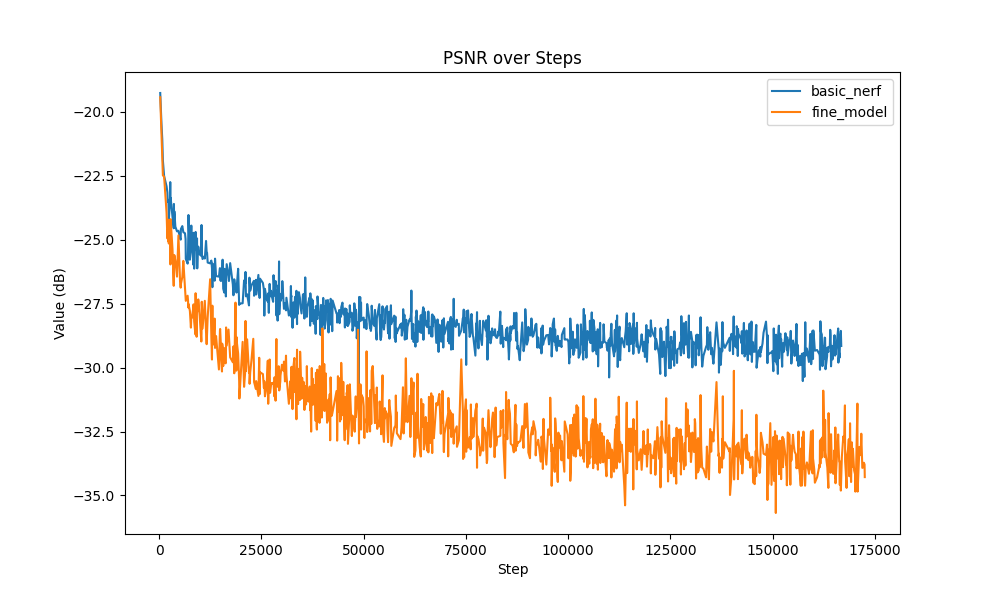 PSNR over Steps
basic_nerf
fine_model
Value (dB)
−20.0
−22.5
−25.0
−27.5
−30.0
−32.5
−35.0
0 25000 50000 75000 100000 125000 150000 175000
Step